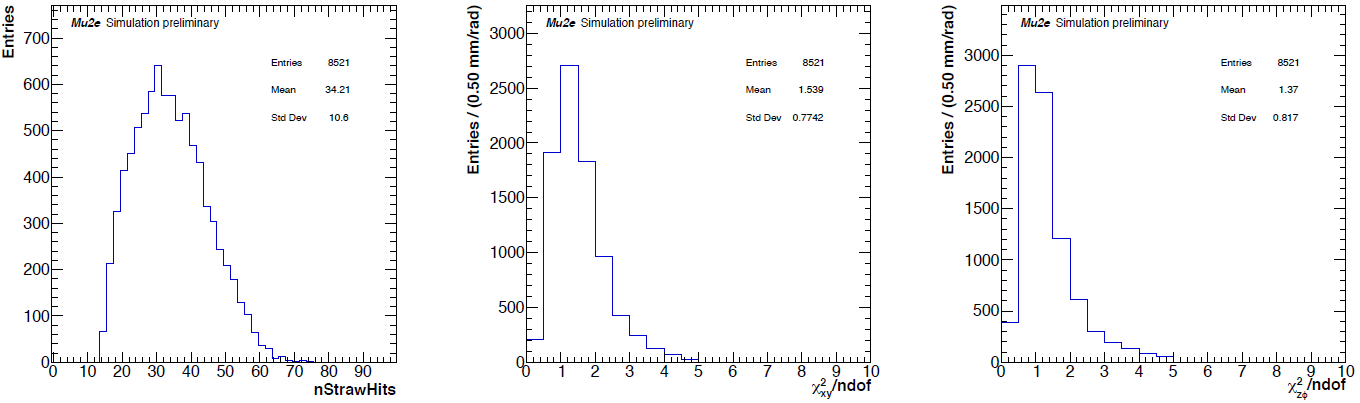 Entries
Mu2e Simulation preliminary
Entries 8521
Mean 34.21
Std Dev 10.6
700
600
500
400
300
200
100
0
0 10 20 30 40 50 60 70 80 90
nStrawHits
Entries / (0.50 mm/rad)
Mu2e Simulation preliminary
Entries 8521
Mean 1.539
Std Dev 0.7742
3000
2500
2000
1500
1000
500
0
0 1 2 3 4 5 6 7 8 9 10
χ²xy/ndof
Entries / (0.50 mm/rad)
Mu2e Simulation preliminary
Entries 8521
Mean 1.37
Std Dev 0.817
3000
2500
2000
1500
1000
500
0
0 1 2 3 4 5 6 7 8 9 10
χ²zφ/ndof